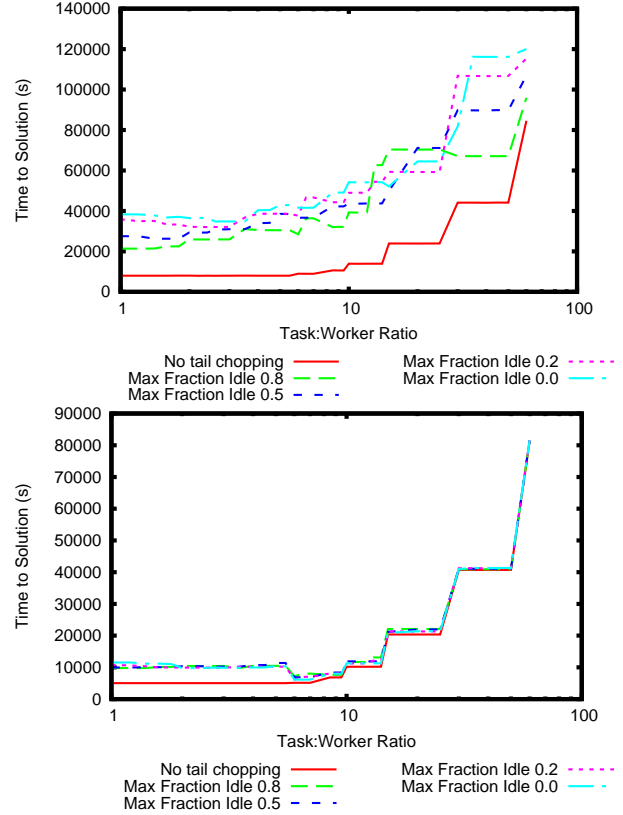 140000
120000
100000
80000
60000
40000
20000
0
Time to Solution (s)
1 10 100
Task:Worker Ratio
No tail chopping
Max Fraction Idle 0.8
Max Fraction Idle 0.5
Max Fraction Idle 0.2
Max Fraction Idle 0.0
90000
80000
70000
60000
50000
40000
30000
20000
10000
0
Time to Solution (s)
1 10 100
Task:Worker Ratio
No tail chopping
Max Fraction Idle 0.8
Max Fraction Idle 0.5
Max Fraction Idle 0.2
Max Fraction Idle 0.0